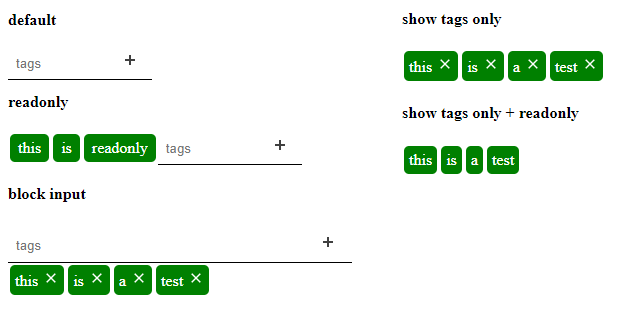 default
tags +
readonly
this is readonly tags +
block input
tags +
this × is × a × test ×
show tags only
this × is × a × test ×
show tags only + readonly
this is a test